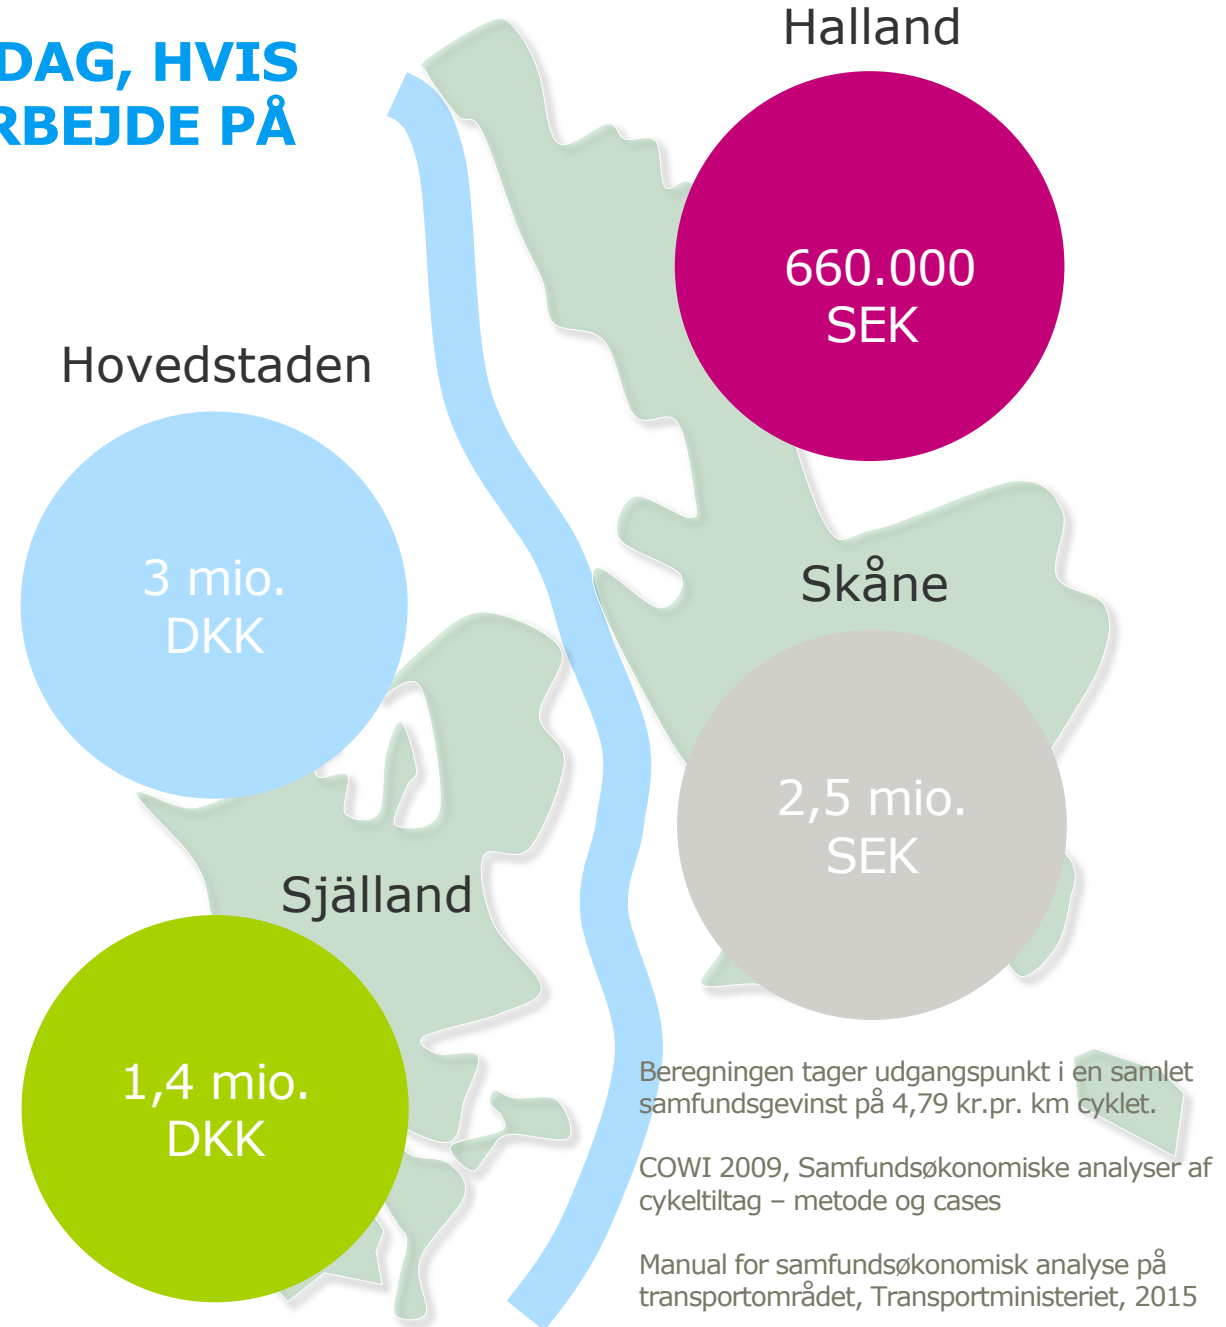 DAG, HVIS
RBEJDE PÅ
Halland
660.000
SEK
Hovedstaden
3 mio.
DKK
Skåne
2,5 mio.
SEK
Själland
1,4 mio.
DKK
Beregningen tager udgangspunkt i en samlet
samfundsgevinst på 4,79 kr.pr. km cyklet.
COWI 2009, Samfundsøkonomiske analyser af
cykeltiltag – metode og cases
Manual for samfundsøkonomisk analyse på
transportområdet, Transportministeriet, 2015